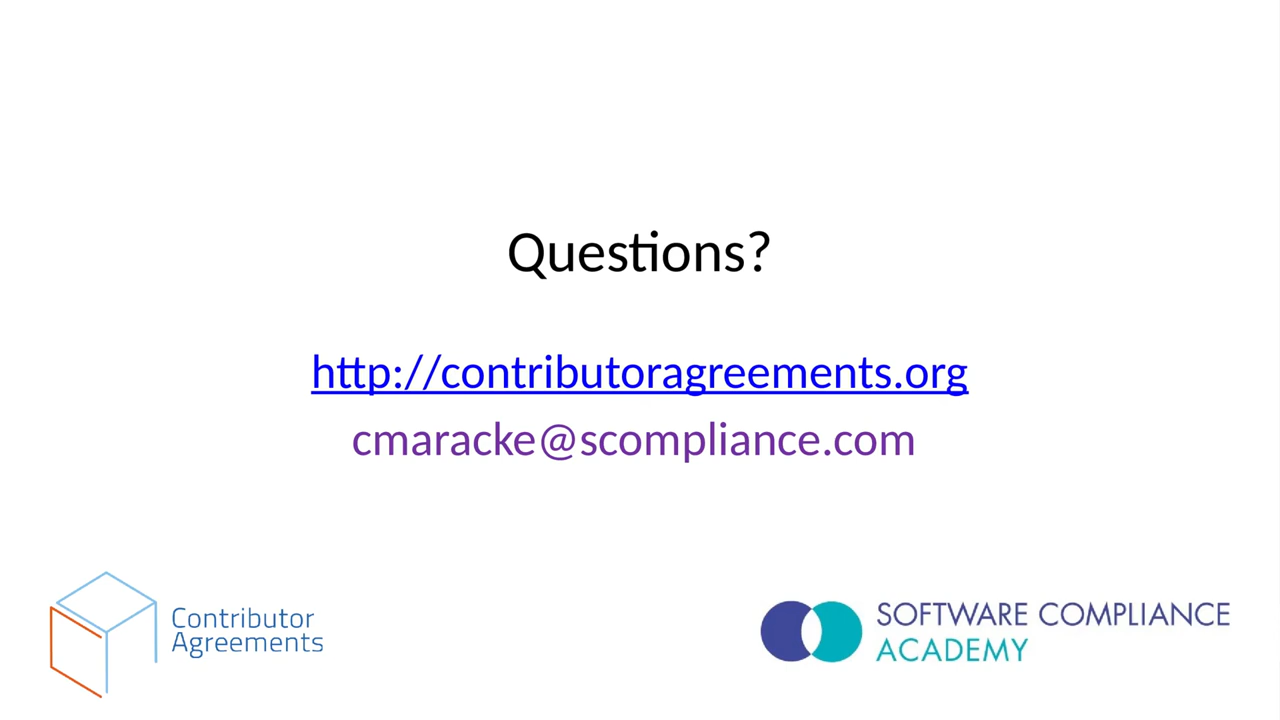 Questions?
http://contributoragreements.org
cmaracke@scompliance.com
Contributor
Agreements
SOFTWARE COMPLIANCE
ACADEMY